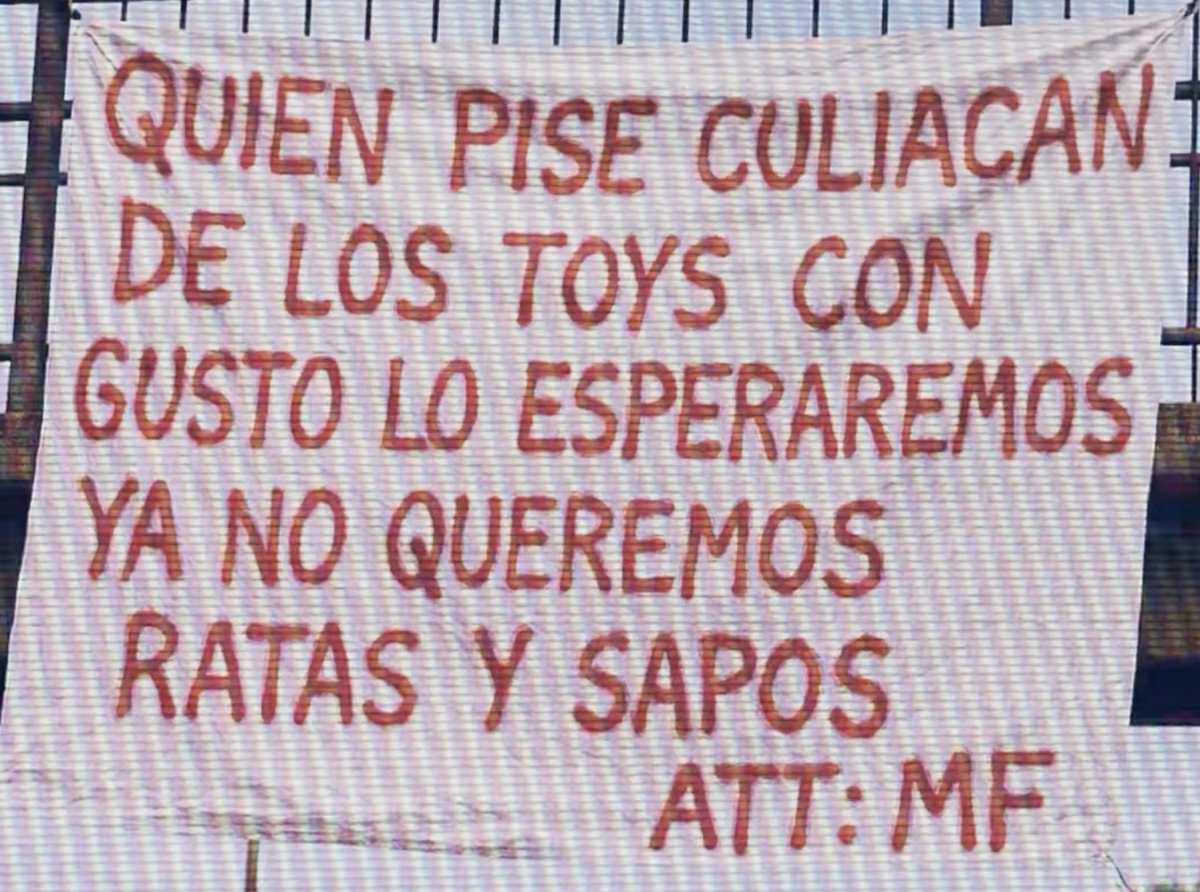 QUIEN PISE CULIACAN
DE LOS TOYS CON
GUSTO LO ESPERAREMOS
YA NO QUEREMOS
RATAS Y SAPOS
ATT: MF